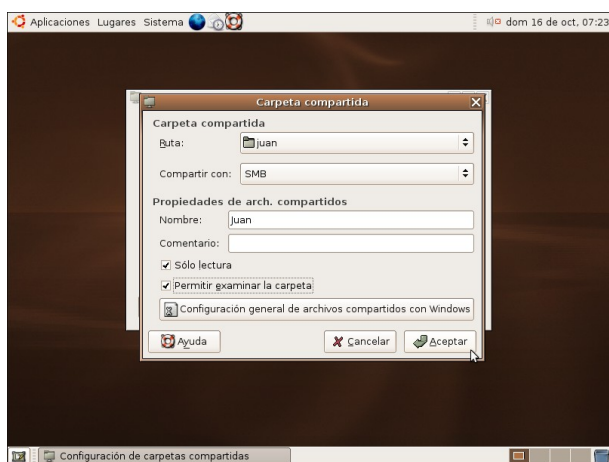 Aplicaciones Lugares Sistema dom 16 de oct, 07:23
Carpeta compartida
Carpeta compartida
Ruta: juan
Compartir con: SMB
Propiedades de arch. compartidos
Nombre: Juan
Comentario:
Sólo lectura
Permitir examinar la carpeta
Configuración general de archivos compartidos con Windows
Ayuda Cancelar Aceptar
Configuración de carpetas compartidas